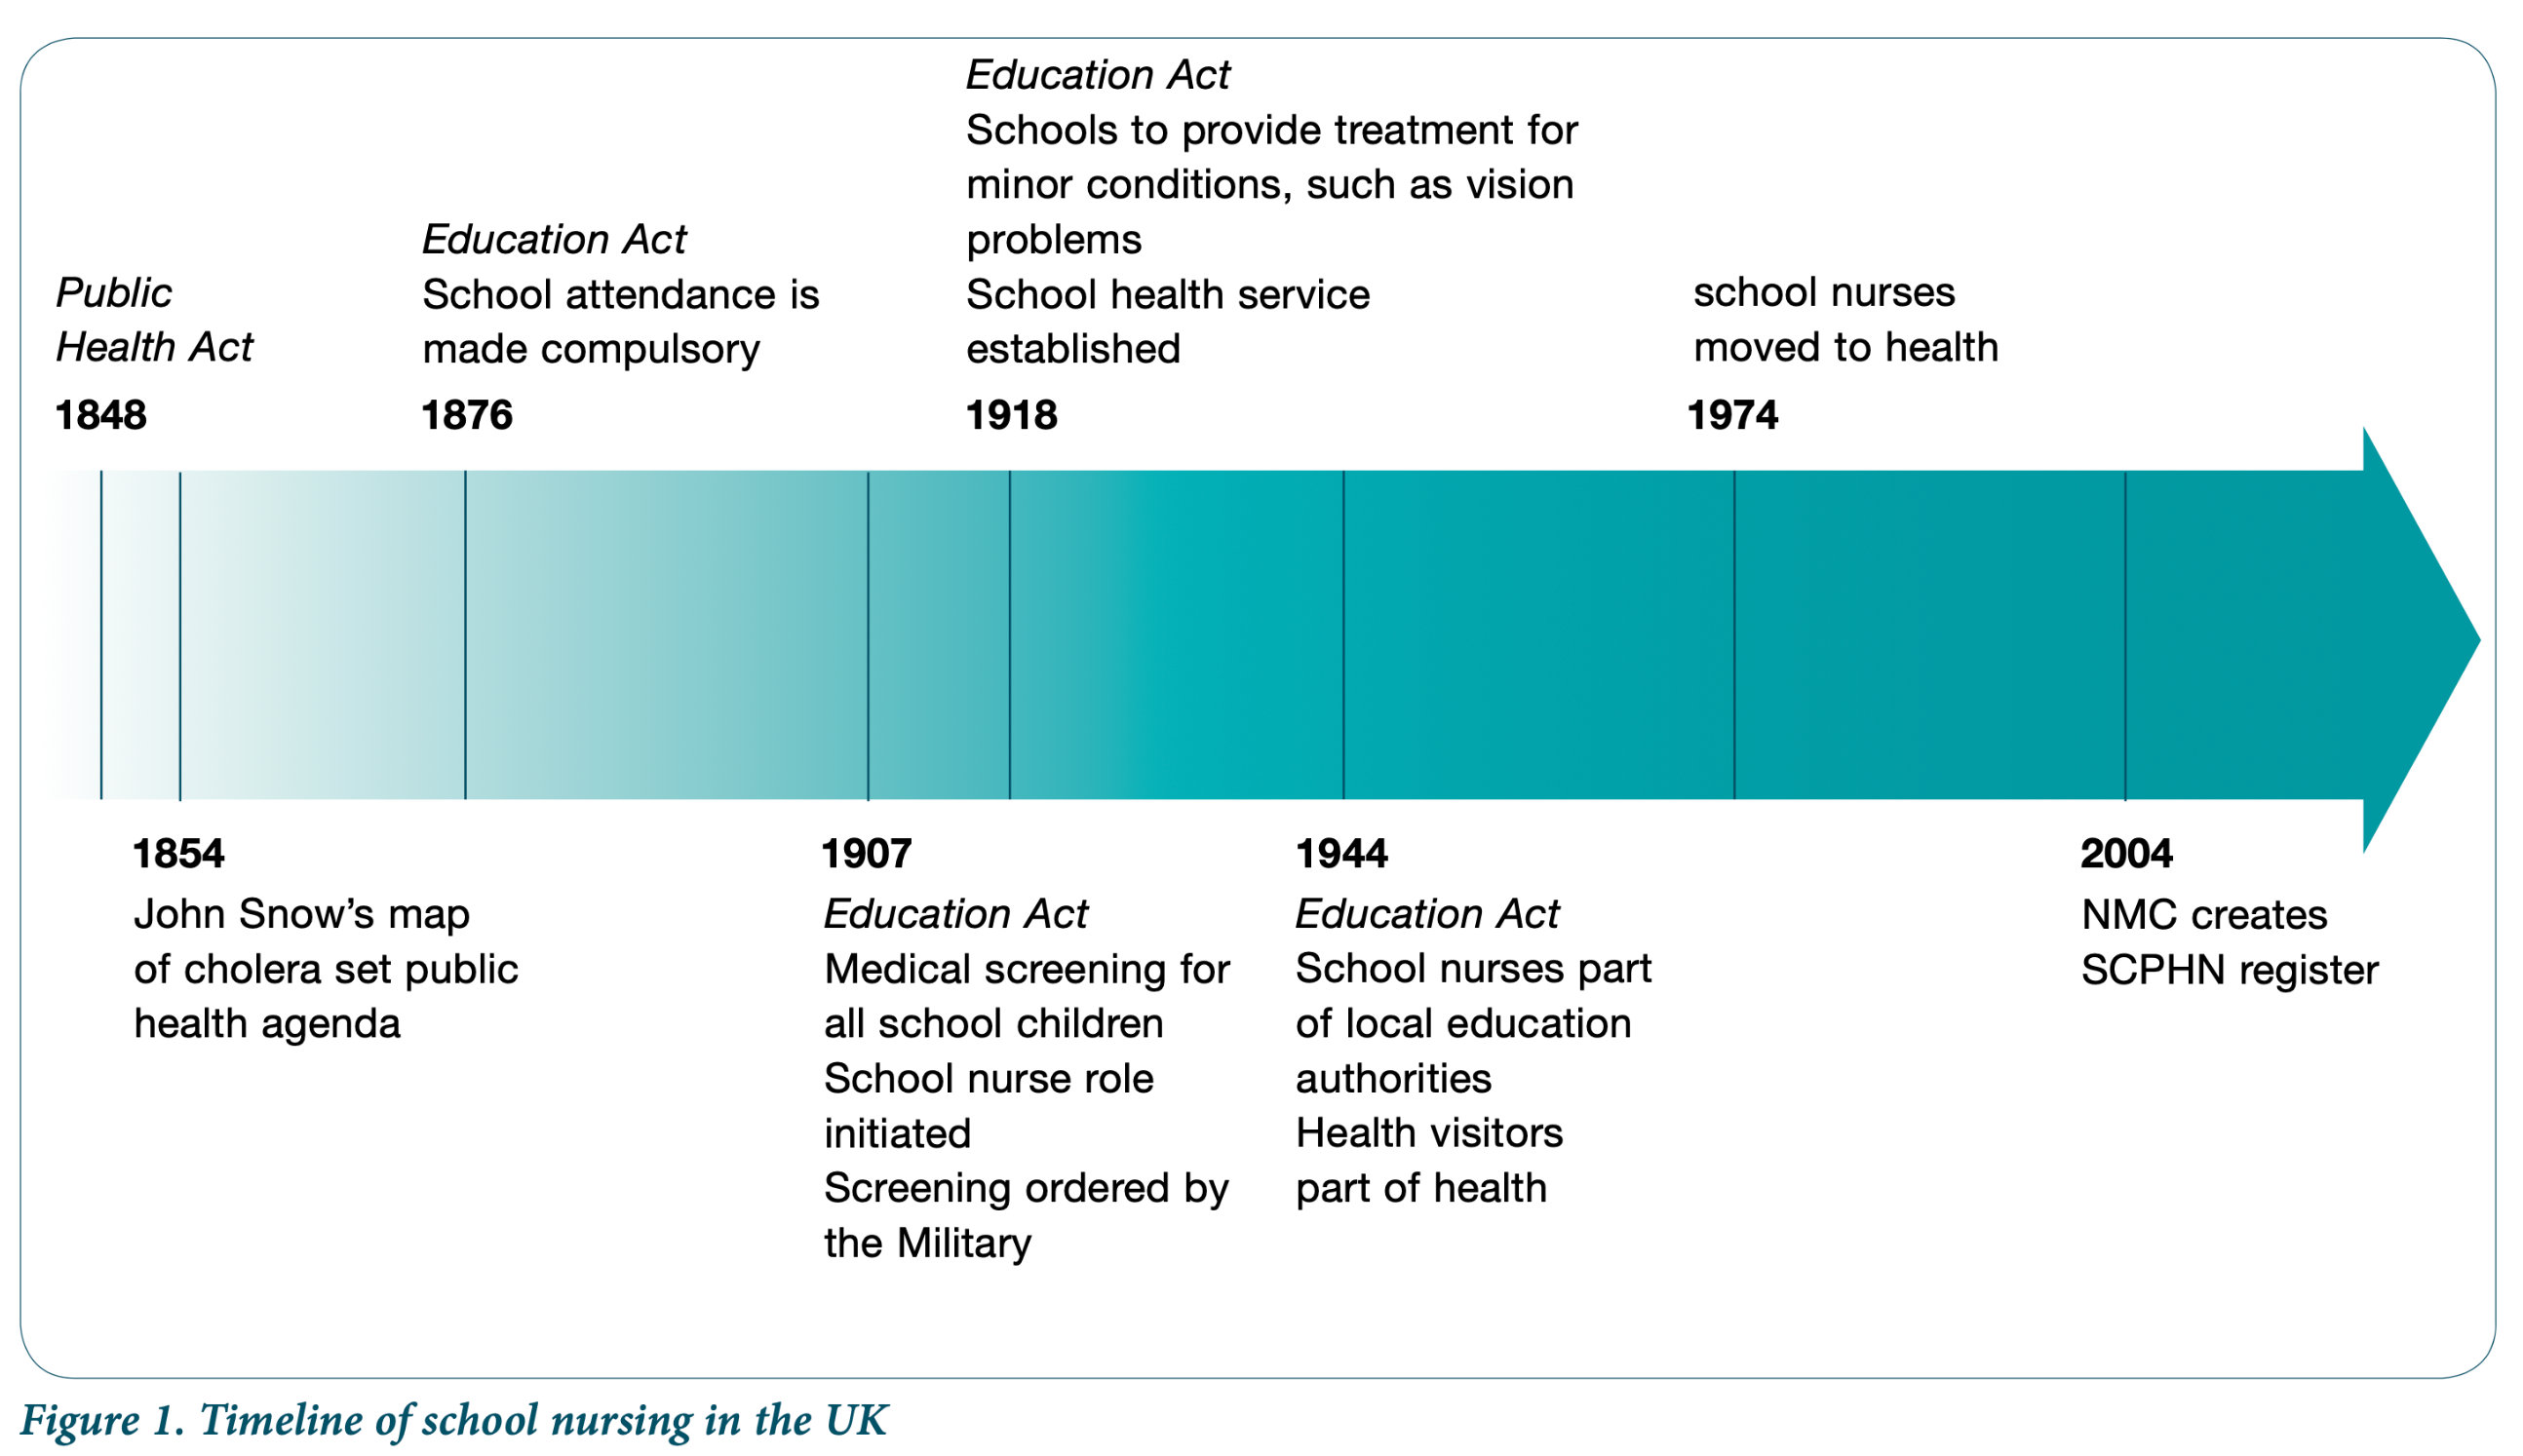 Public
Health Act
1848
Education Act
School attendance is
made compulsory
1876
Education Act
Schools to provide treatment for
minor conditions, such as vision
problems
School health service
established
1918
school nurses
moved to health
1974
1854
John Snow’s map
of cholera set public
health agenda
1907
Education Act
Medical screening for
all school children
School nurse role
initiated
Screening ordered by
the Military
1944
Education Act
School nurses part
of local education
authorities
Health visitors
part of health
2004
NMC creates
SCPHN register
Figure 1. Timeline of school nursing in the UK